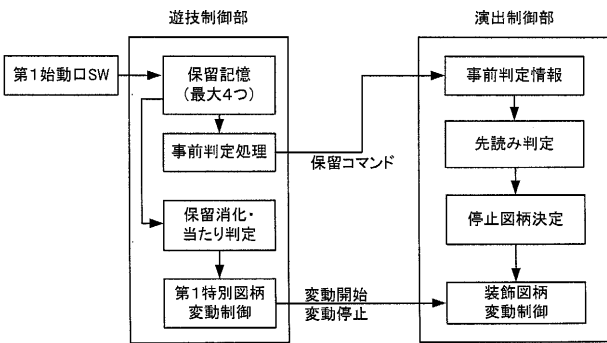 遊技制御部
演出制御部
第1始動口SW
保留記憶
(最大4つ)
事前判定処理
保留コマンド
保留消化・
当たり判定
第1特別図柄
変動制御
変動開始
変動停止
事前判定情報
先読み判定
停止図柄決定
装飾図柄
変動制御